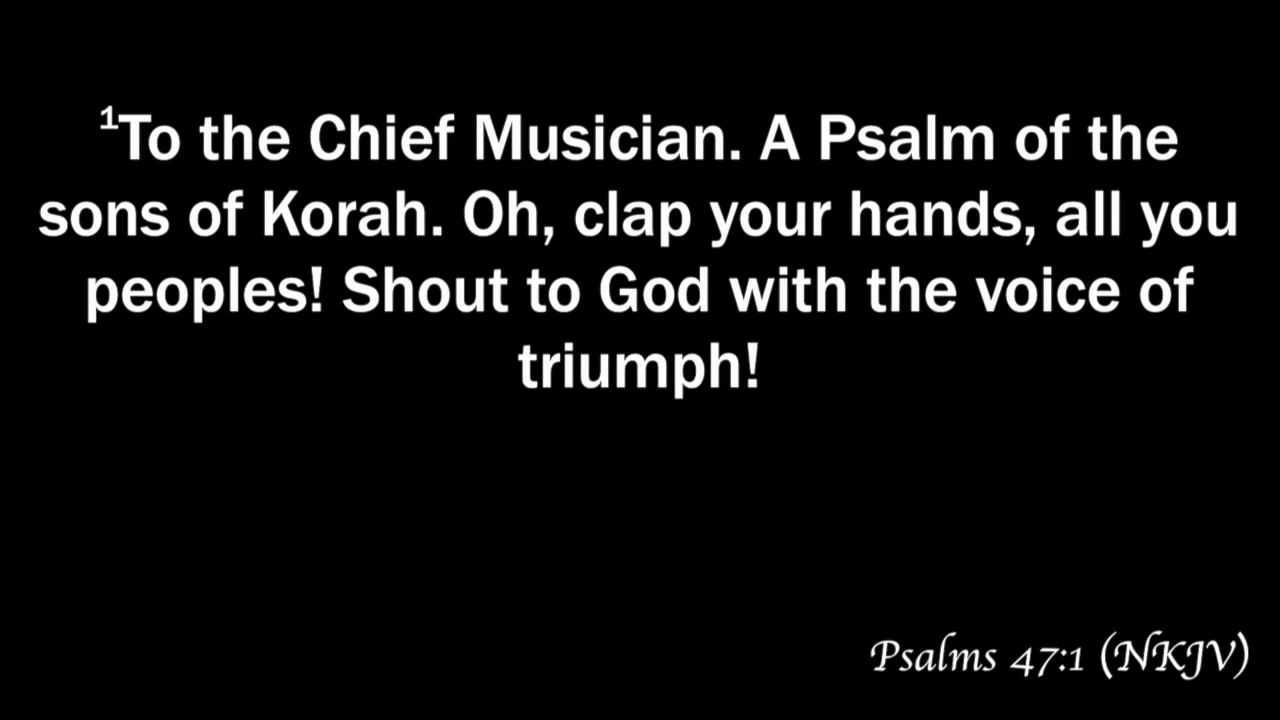 ¹To the Chief Musician. A Psalm of the
sons of Korah. Oh, clap your hands, all you
peoples! Shout to God with the voice of
triumph!
Psalms 47:1 (NKJV)